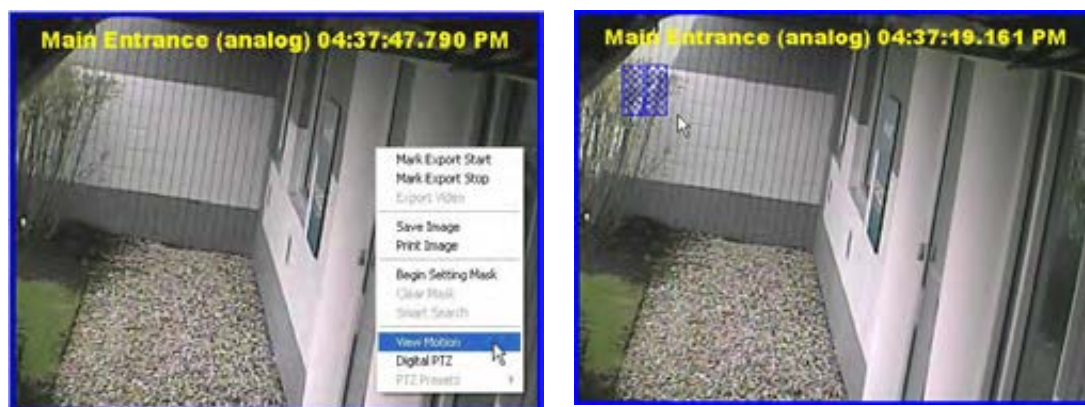 Main Entrance (analog) 04:37:47.790 PM
Mark Export Start
Mark Export Stop
Export Video
Save Image
Print Image
Begin Setting Mask
Clear Mask
Smart Search
View Motion
Digital PTZ
PTZ Presets
Main Entrance (analog) 04:37:19.161 PM